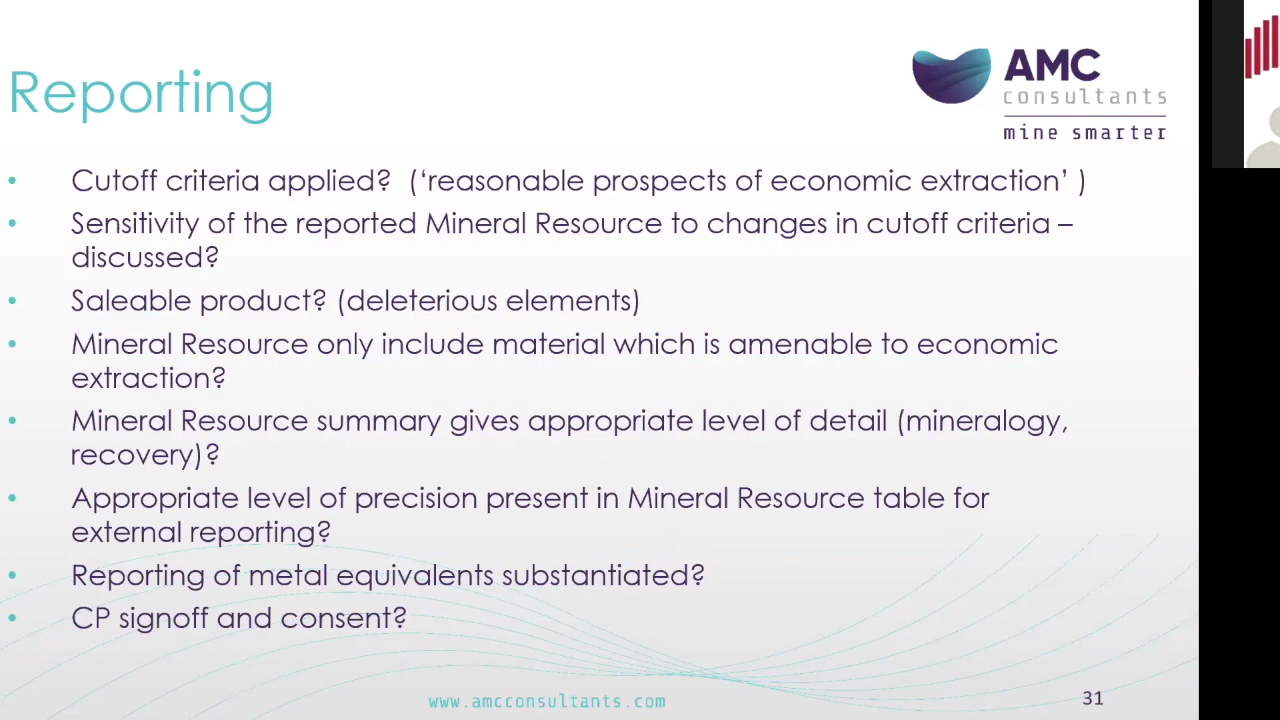 Reporting
AMC
consultants
mine smarter
• Cutoff criteria applied? (‘reasonable prospects of economic extraction’ )
• Sensitivity of the reported Mineral Resource to changes in cutoff criteria –
discussed?
• Saleable product? (deleterious elements)
• Mineral Resource only include material which is amenable to economic
extraction?
• Mineral Resource summary gives appropriate level of detail (mineralogy,
recovery)?
• Appropriate level of precision present in Mineral Resource table for
external reporting?
• Reporting of metal equivalents substantiated?
• CP signoff and consent?
www.amcconsultants.com
31